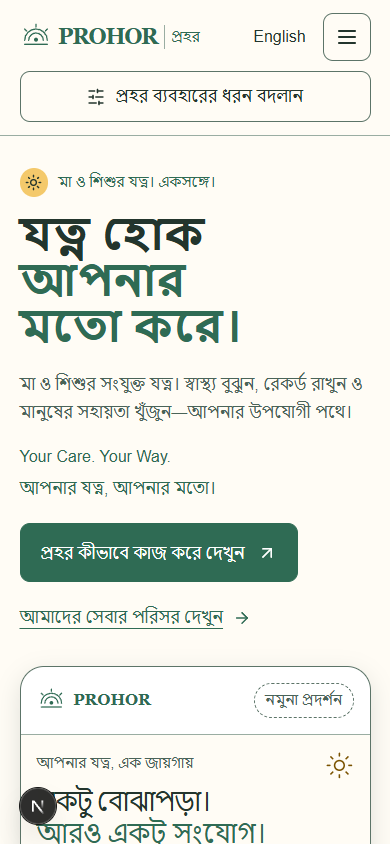 PROHOR | প্রহর
English
প্রহর ব্যবহারের ধরন বদলান
মা ও শিশুর যত্ন। একসঙ্গে।
যত্ন হোক
আপনার
মতো করে।
মা ও শিশুর সংযুক্ত যত্ন। স্বাস্থ্য বুঝুন, রেকর্ড রাখুন ও
মানুষের সহায়তা খুঁজুন—আপনার উপযোগী পথে।
Your Care. Your Way.
আপনার যত্ন, আপনার মতো।
প্রহর কীভাবে কাজ করে দেখুন
আমাদের সেবার পরিসর দেখুন
PROHOR
নমুনা প্রদর্শন
আপনার যত্ন, এক জায়গায়
N
বোঝাপড়া।
আরও একটু সংযোগ।